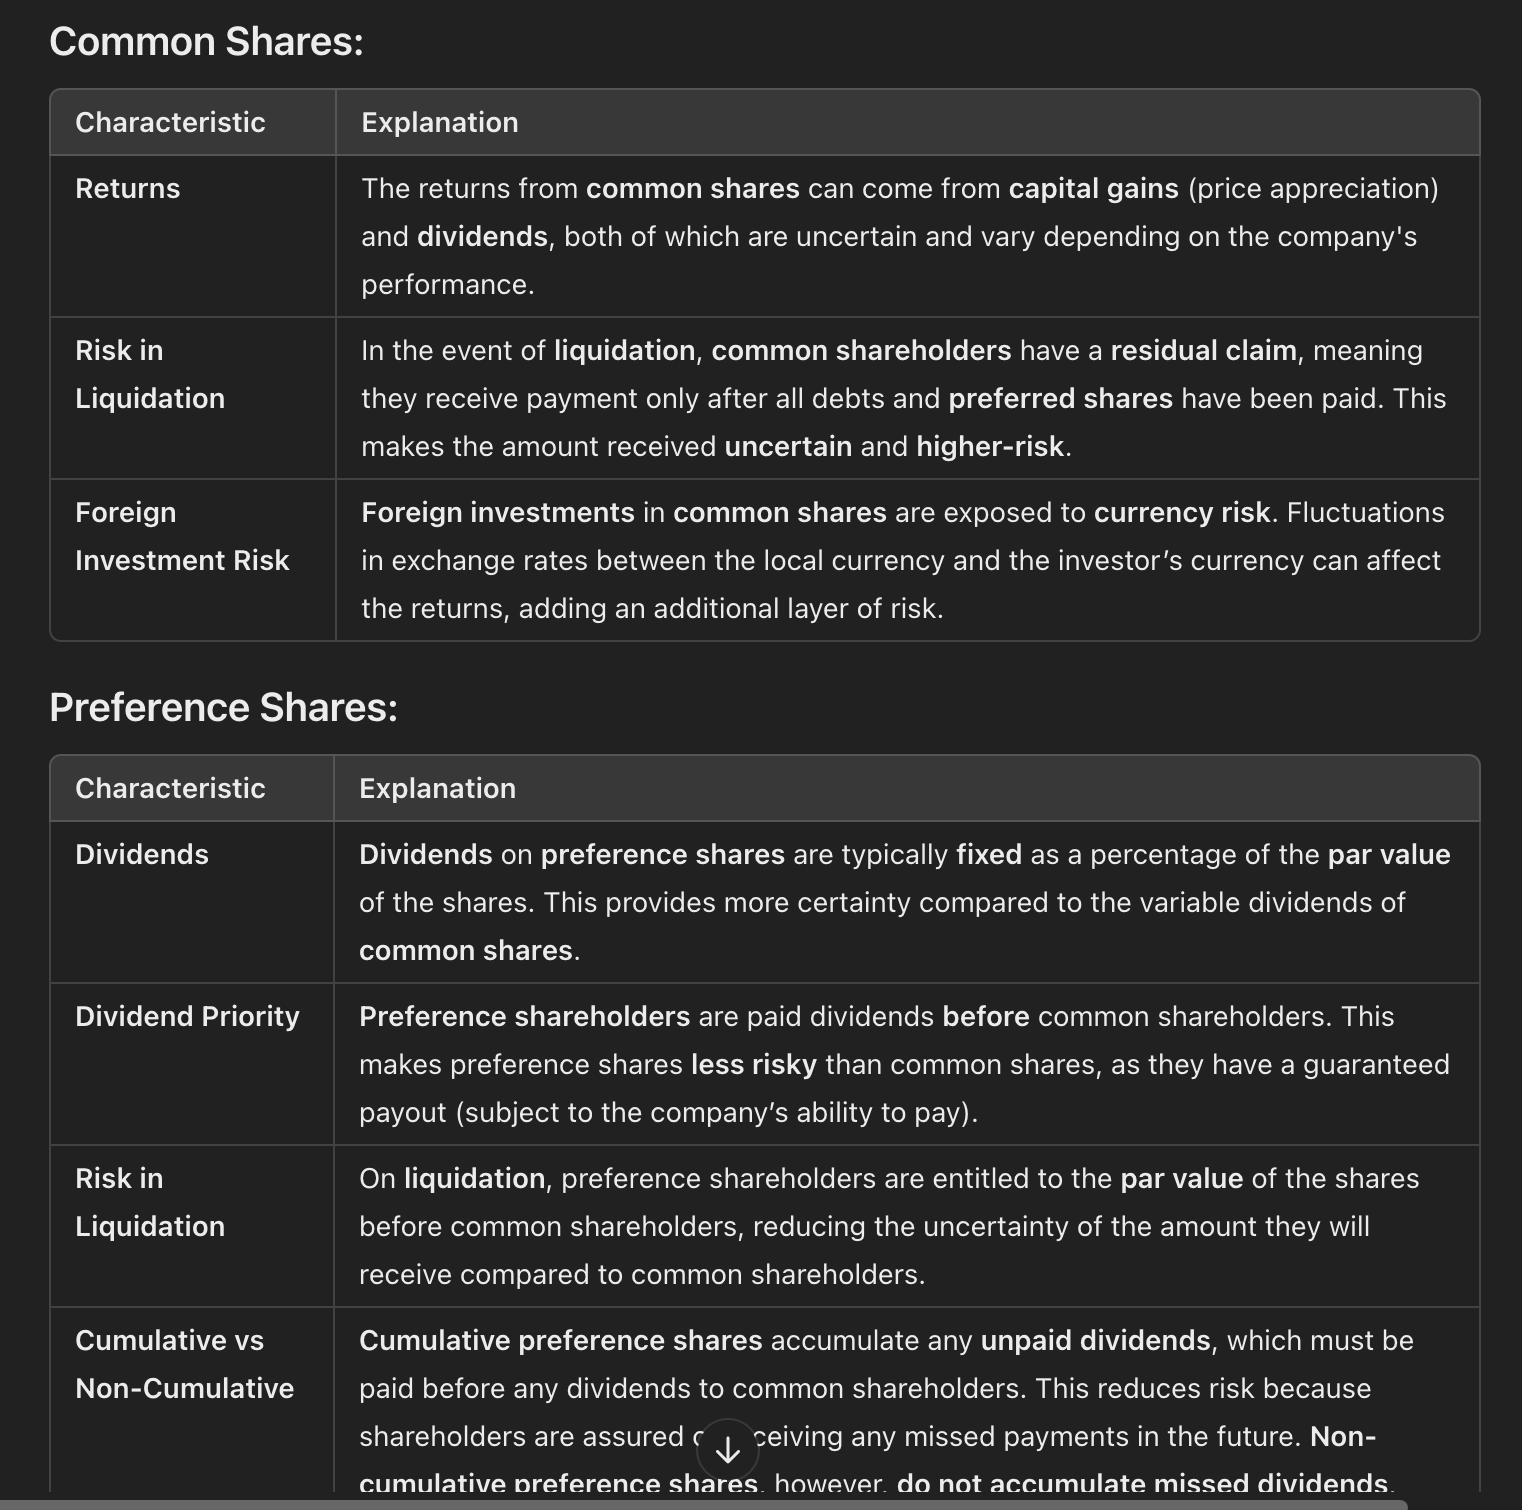 Common Shares:
Characteristic Explanation
Returns The returns from common shares can come from capital gains (price appreciation)
and dividends, both of which are uncertain and vary depending on the company's
performance.
Risk in In the event of liquidation, common shareholders have a residual claim, meaning
Liquidation they receive payment only after all debts and preferred shares have been paid. This
makes the amount received uncertain and higher-risk.
Foreign Foreign investments in common shares are exposed to currency risk. Fluctuations
Investment Risk in exchange rates between the local currency and the investor’s currency can affect
the returns, adding an additional layer of risk.
Preference Shares:
Characteristic Explanation
Dividends Dividends on preference shares are typically fixed as a percentage of the par value
of the shares. This provides more certainty compared to the variable dividends of
common shares.
Dividend Priority Preference shareholders are paid dividends before common shareholders. This
makes preference shares less risky than common shares, as they have a guaranteed
payout (subject to the company’s ability to pay).
Risk in On liquidation, preference shareholders are entitled to the par value of the shares
Liquidation before common shareholders, reducing the uncertainty of the amount they will
receive compared to common shareholders.
Cumulative vs Cumulative preference shares accumulate any unpaid dividends, which must be
Non-Cumulative paid before any dividends to common shareholders. This reduces risk because
shareholders are assured any missed payments in the future. Non-
cumulative preference shares, however, do not accumulate missed dividends.